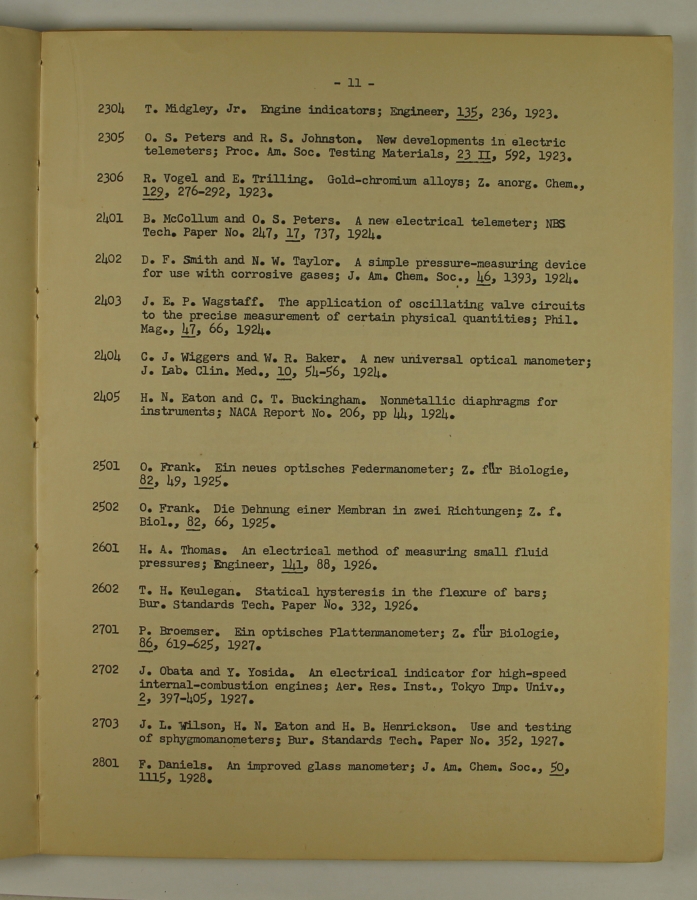 - 11 -
2304 T. Midgley, Jr. Engine indicators; Engineer, 135, 236, 1923.
2305 O. S. Peters and R. S. Johnston. New developments in electric
telemeters; Proc. Am. Soc. Testing Materials, 23 II, 592, 1923.
2306 R. Vogel and E. Trilling. Gold-chromium alloys; Z. anorg. Chem.,
129, 276-292, 1923.
2401 B. McCollum and O. S. Peters. A new electrical telemeter; NBS
Tech. Paper No. 247, 17, 737, 1924.
2402 D. F. Smith and N. W. Taylor. A simple pressure-measuring device
for use with corrosive gases; J. Am. Chem. Soc., 46, 1393, 1924.
2403 J. E. P. Wagstaff. The application of oscillating valve circuits
to the precise measurement of certain physical quantities; Phil.
Mag., 47, 66, 1924.
2404 C. J. Wiggers and W. R. Baker. A new universal optical manometer;
J. Lab. Clin. Med., 10, 54-56, 1924.
2405 H. N. Eaton and C. T. Buckingham. Nonmetallic diaphragms for
instruments; NACA Report No. 206, pp 44, 1924.
2501 O. Frank. Ein neues optisches Federmanometer; Z. für Biologie,
82, 49, 1925.
2502 O. Frank. Die Dehnung einer Membran in zwei Richtungen; Z. f.
Biol., 82, 66, 1925.
2601 H. A. Thomas. An electrical method of measuring small fluid
pressures; Engineer, 141, 88, 1926.
2602 T. H. Keulegan. Statical hysteresis in the flexure of bars;
Bur. Standards Tech. Paper No. 332, 1926.
2701 P. Broemser. Ein optisches Plattenmanometer; Z. für Biologie,
86, 619-625, 1927.
2702 J. Obata and Y. Yosida. An electrical indicator for high-speed
internal-combustion engines; Aer. Res. Inst., Tokyo Imp. Univ.,
2, 397-405, 1927.
2703 J. L. Wilson, H. N. Eaton and H. B. Henrickson. Use and testing
of sphygmomanometers; Bur. Standards Tech. Paper No. 352, 1927.
2801 F. Daniels. An improved glass manometer; J. Am. Chem. Soc., 50,
1115, 1928.